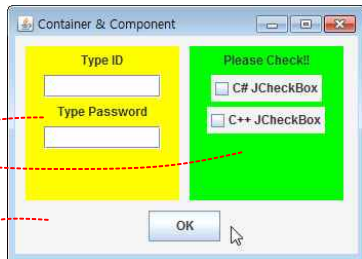 Container & Component
Type ID
Type Password
Please Check!!
C# JCheckBox
C++ JCheckBox
OK